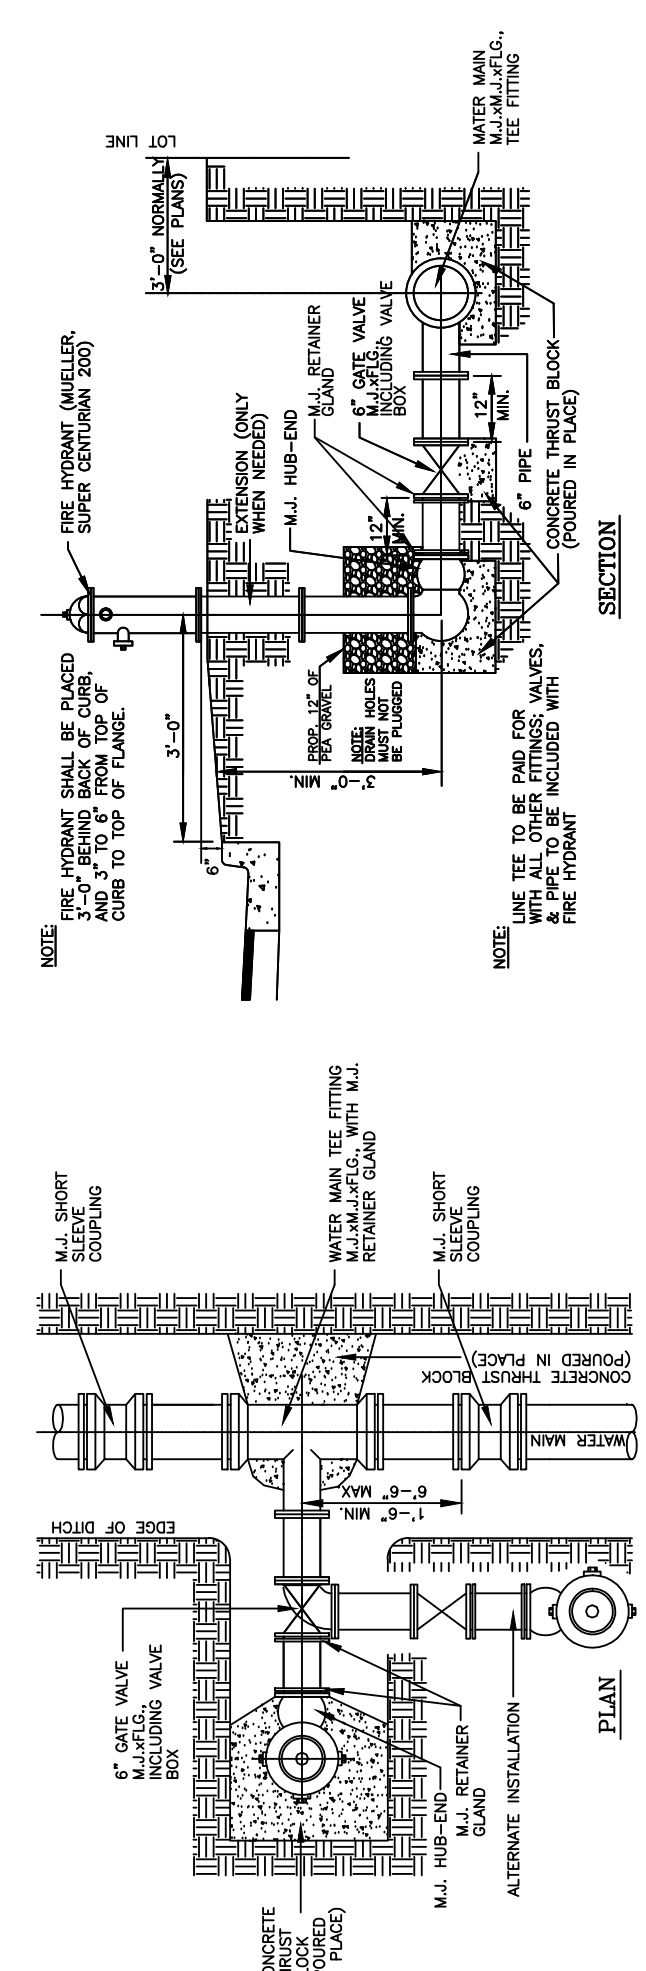 LOT LINE
3'-0" NORMALLY
(SEE PLANS)
MATER MAIN
M.J.xM.J.xFLG.,
TEE FITTING
FIRE HYDRANT (MUELLER,
SUPER CENTURIAN 200)
EXTENSION (ONLY
WHEN NEEDED)
M.J. HUB-END
M.J. RETAINER
GLAND
6" GATE VALVE
M.J.xFLG.,
INCLUDING VALVE
BOX
12"
MIN.
12"
MIN.
6" PIPE
CONCRETE THRUST BLOCK
(POURED IN PLACE)
SECTION
NOTE:
FIRE HYDRANT SHALL BE PLACED
3'-0" BEHIND BACK OF CURB,
AND 3" TO 6" FROM TOP OF
CURB TO TOP OF FLANGE.
3'-0"
6"
PROP. 12" OF
PEA GRAVEL
NOTE:
DRAIN HOLES
MUST NOT
BE PLUGGED
3'-0" MIN.
NOTE:
LINE TEE TO BE PAID FOR
WITH ALL OTHER FITTINGS; VALVES,
& PIPE TO BE INCLUDED WITH
FIRE HYDRANT
M.J. SHORT
SLEEVE
COUPLING
WATER MAIN TEE FITTING
M.J.xM.J.xFLG., WITH M.J.
RETAINER GLAND
M.J. SHORT
SLEEVE
COUPLING
CONCRETE THRUST BLOCK
(POURED IN PLACE)
WATER MAIN
1'-6" MIN.
6'-6" MAX
EDGE OF DITCH
6" GATE VALVE
M.J.xFLG.,
INCLUDING VALVE
BOX
M.J. RETAINER
GLAND
M.J. HUB-END
ALTERNATE INSTALLATION
ONCRETE
HRUST
LOCK
OURED
PLACE)
PLAN